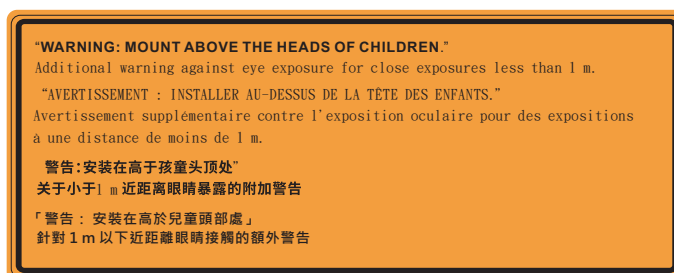 “WARNING: MOUNT ABOVE THE HEADS OF CHILDREN.”
Additional warning against eye exposure for close exposures less than 1 m.
“AVERTISSEMENT : INSTALLER AU-DESSUS DE LA TÊTE DES ENFANTS.”
Avertissement supplémentaire contre l'exposition oculaire pour des expositions
à une distance de moins de 1 m.
警告:安装在高于孩童头顶处”
关于小于1 m 近距离眼睛暴露的附加警告
「警告 : 安裝在高於兒童頭部處」
針對 1 m 以下近距離眼睛接觸的額外警告